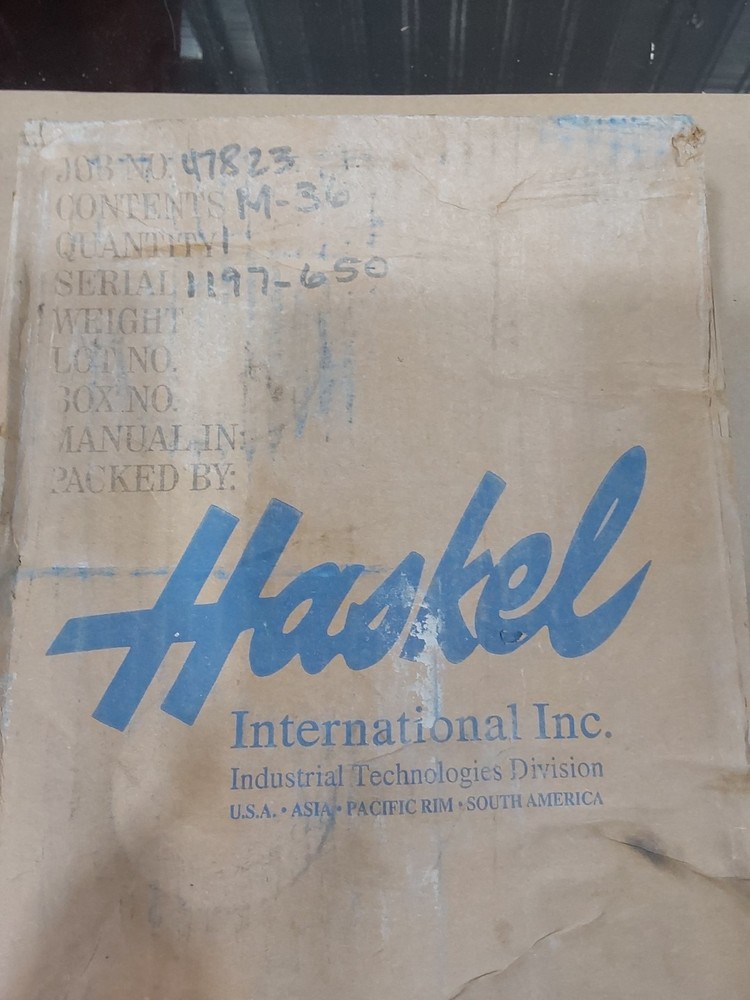 JOB NO. 47823
CONTENTS M-36
QUANTITY 1
SERIAL 1197-650
WEIGHT
LOT NO.
BOX NO.
MANUAL IN:
PACKED BY:
Haskel
International Inc.
Industrial Technologies Division
U.S.A. • ASIA • PACIFIC RIM • SOUTH AMERICA